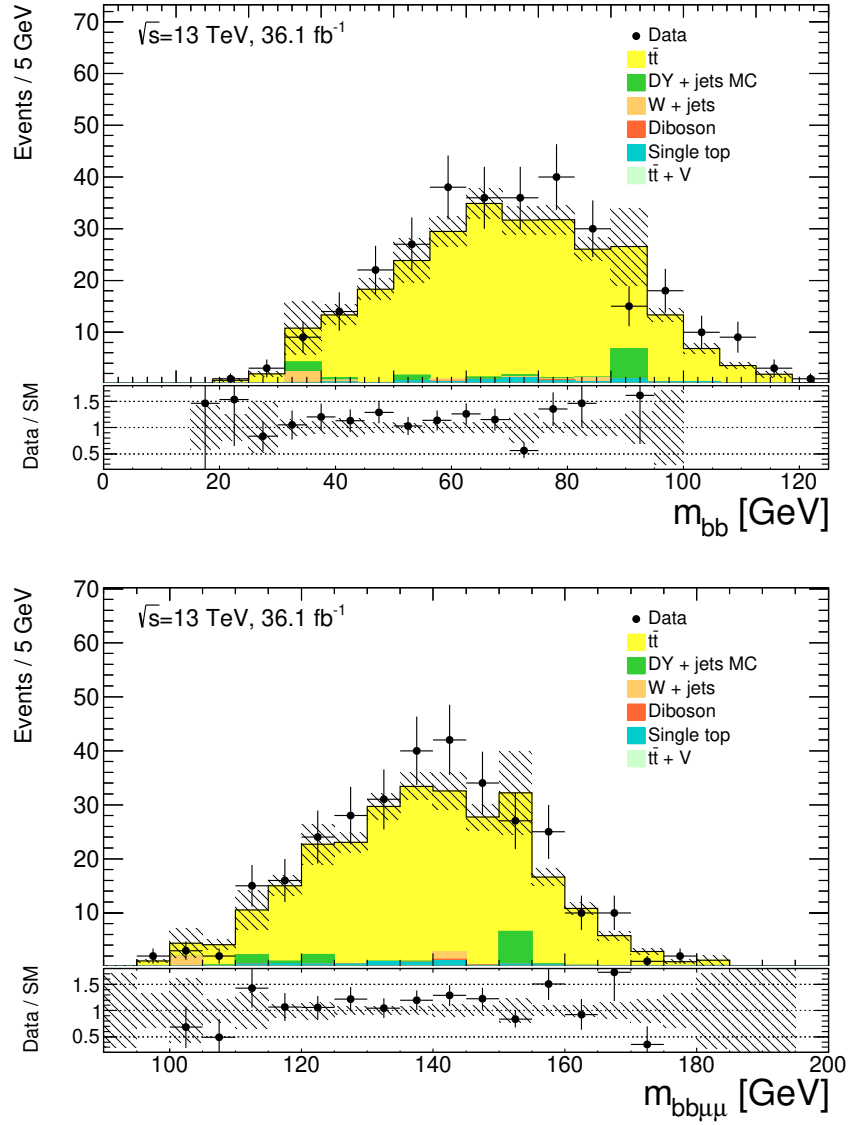 70
60
50
40
30
20
10
Events / 5 GeV
√s=13 TeV, 36.1 fb⁻¹
Data
tt̄
DY + jets MC
W + jets
Diboson
Single top
tt̄ + V
Data / SM
1.5
1
0.5
0 20 40 60 80 100 120
m_bb [GeV]
70
60
50
40
30
20
10
Events / 5 GeV
√s=13 TeV, 36.1 fb⁻¹
Data
tt̄
DY + jets MC
W + jets
Diboson
Single top
tt̄ + V
Data / SM
1.5
1
0.5
100 120 140 160 180 200
m_bbμμ [GeV]